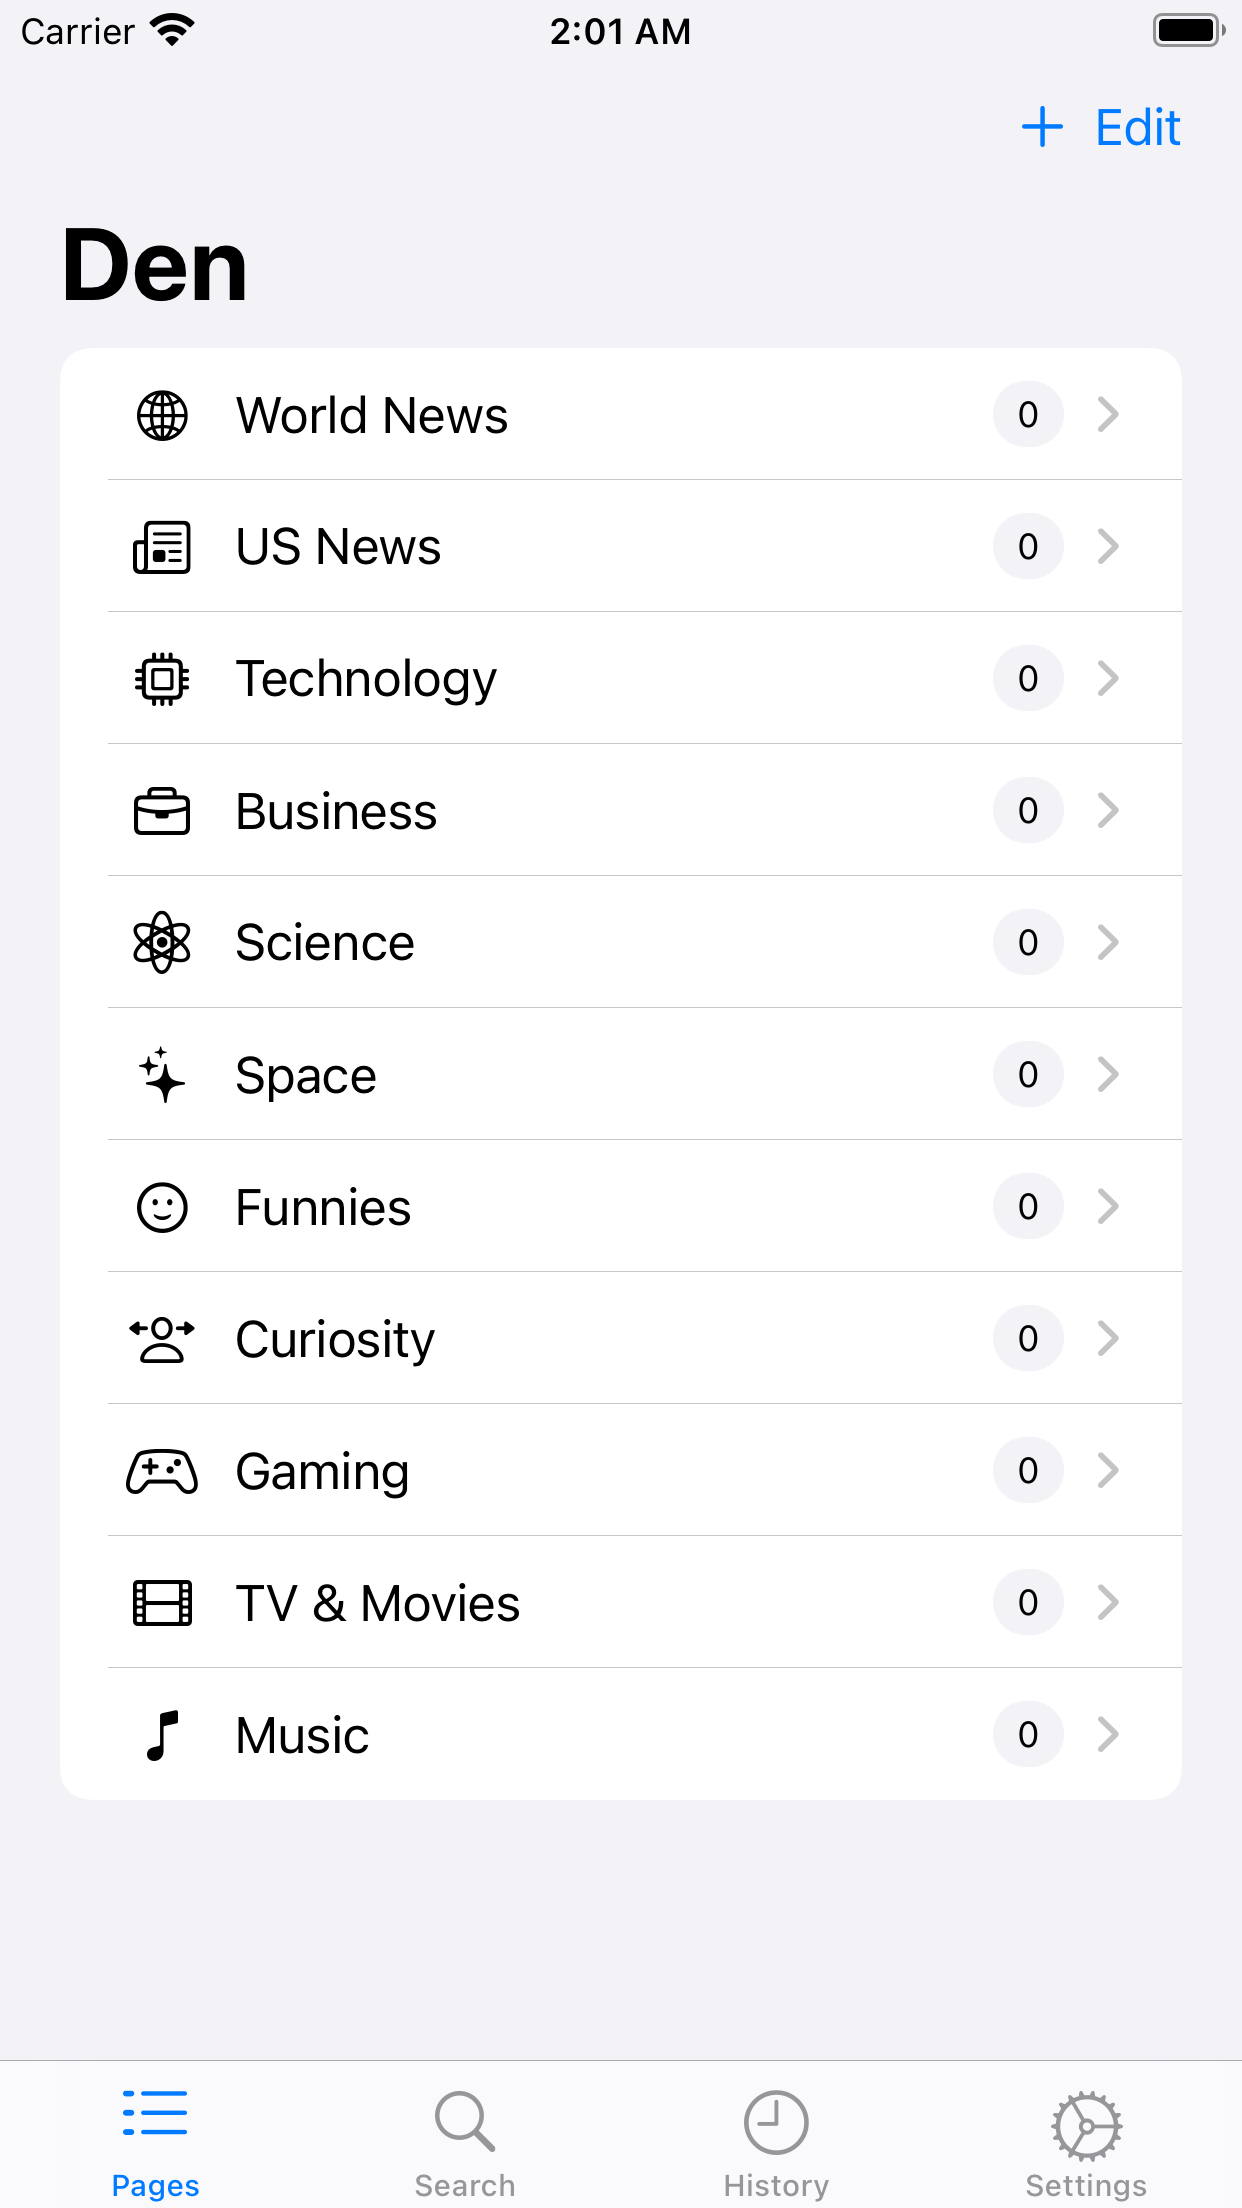 Carrier 2:01 AM
Edit
Den
World News 0
US News 0
Technology 0
Business 0
Science 0
Space 0
Funnies 0
Curiosity 0
Gaming 0
TV & Movies 0
Music 0
Pages Search History Settings